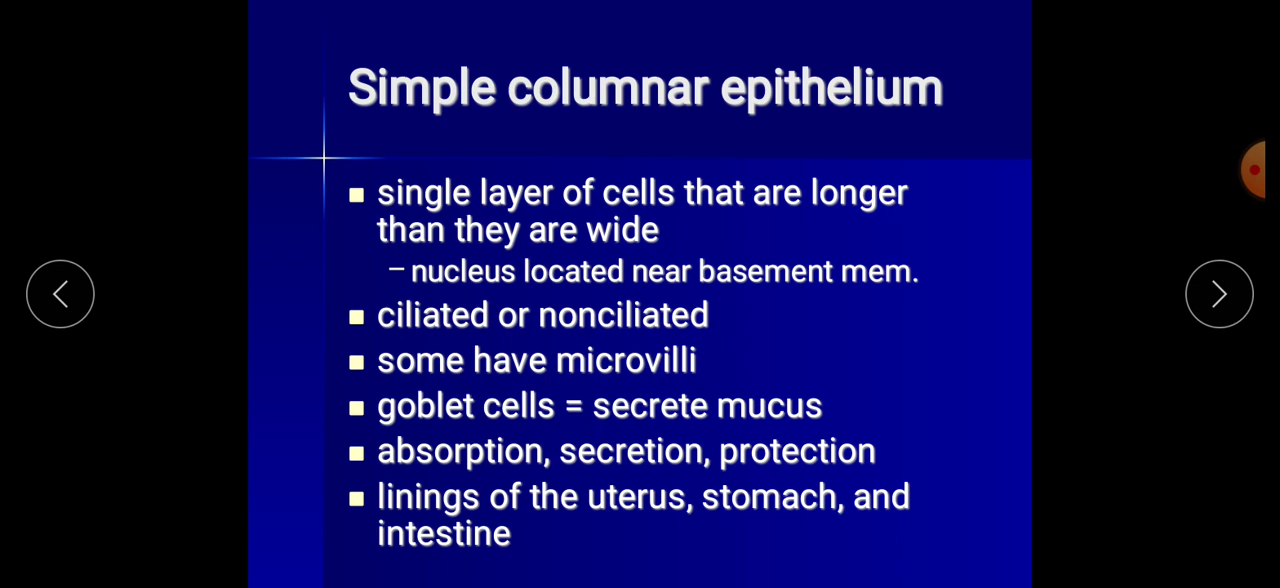 Simple columnar epithelium
■ single layer of cells that are longer
than they are wide
– nucleus located near basement mem.
■ ciliated or nonciliated
■ some have microvilli
■ goblet cells = secrete mucus
■ absorption, secretion, protection
■ linings of the uterus, stomach, and
intestine